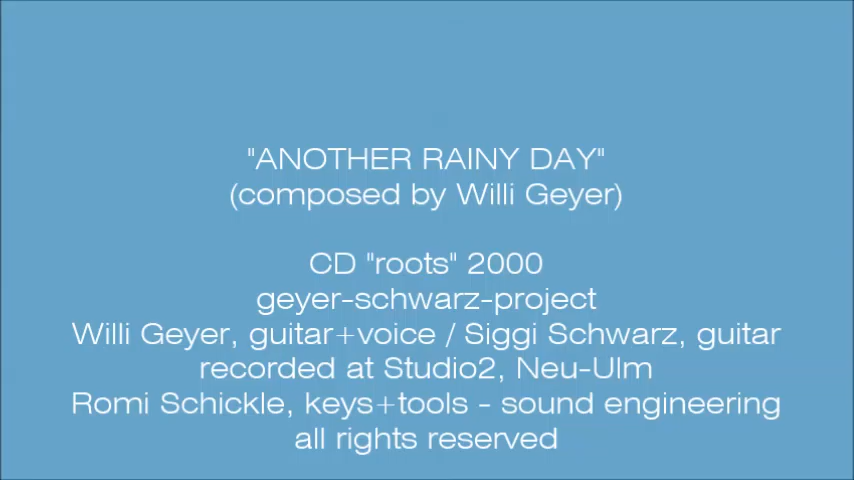 "ANOTHER RAINY DAY"
(composed by Willi Geyer)
CD "roots" 2000
geyer-schwarz-project
Willi Geyer, guitar+voice / Siggi Schwarz, guitar
recorded at Studio2, Neu-Ulm
Romi Schickle, keys+tools - sound engineering
all rights reserved